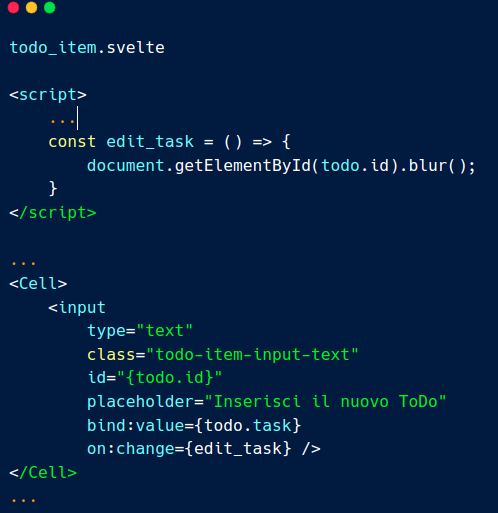 todo_item.svelte
<script>
...
const edit_task = () => {
document.getElementById(todo.id).blur();
}
</script>
...
<Cell>
<input
type="text"
class="todo-item-input-text"
id="{todo.id}"
placeholder="Inserisci il nuovo ToDo"
bind:value={todo.task}
on:change={edit_task} />
</Cell>
...